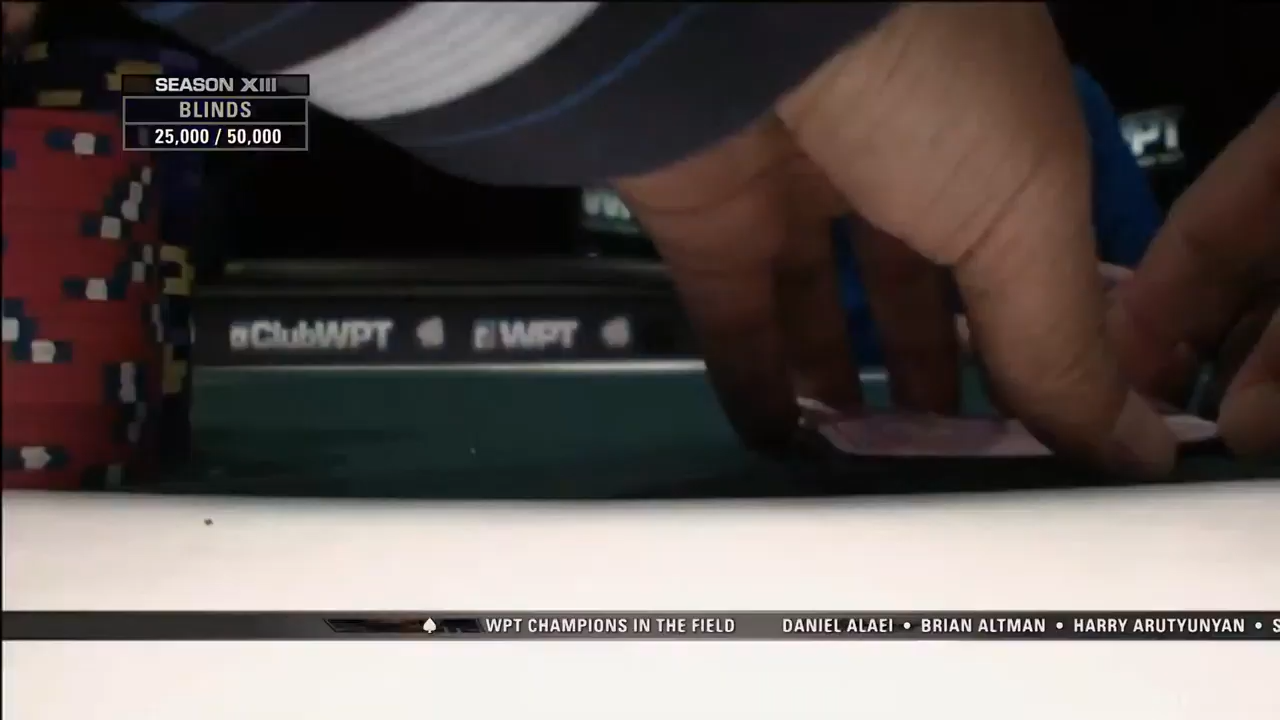 SEASON XIII
BLINDS
25,000 / 50,000
WPT
ClubWPT WPT
WPT CHAMPIONS IN THE FIELD DANIEL ALAEI • BRIAN ALTMAN • HARRY ARUTYUNYAN • S